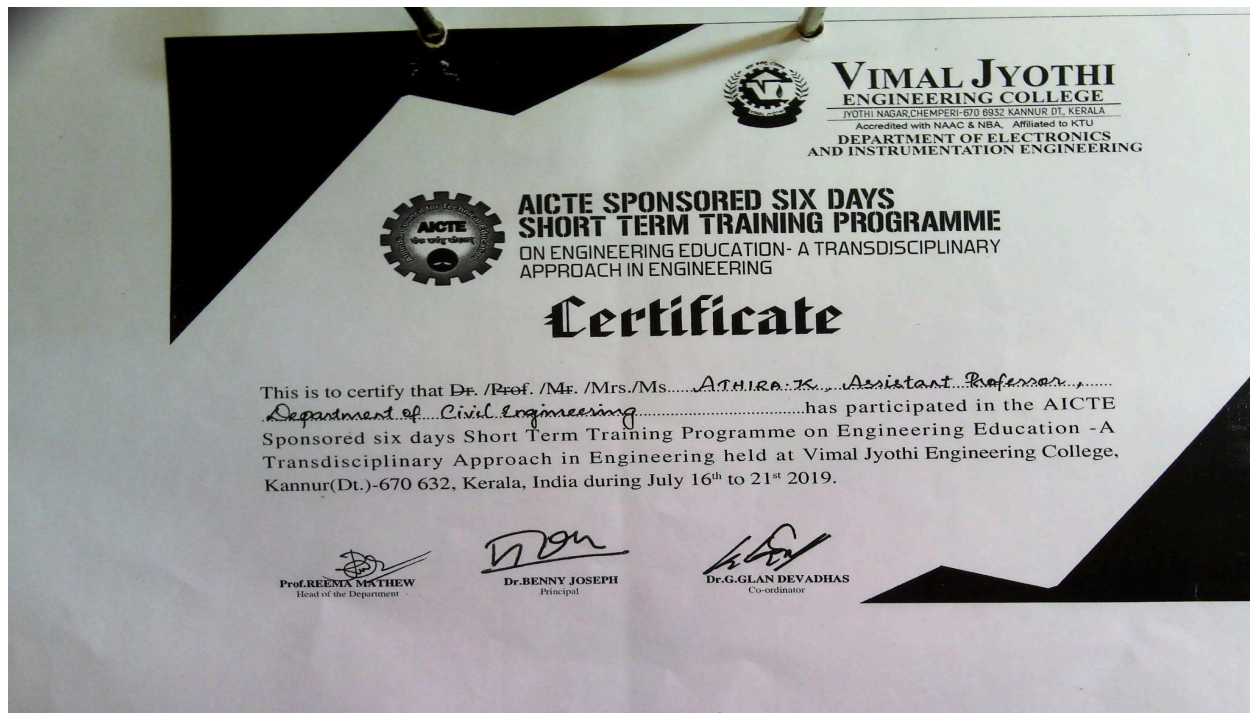 VIMAL JYOTHI
ENGINEERING COLLEGE
JYOTHI NAGAR,CHEMPERI-670 6932 KANNUR DT., KERALA
Accredited with NAAC & NBA, Affiliated to KTU
DEPARTMENT OF ELECTRONICS
AND INSTRUMENTATION ENGINEERING
AICTE
AICTE SPONSORED SIX DAYS
SHORT TERM TRAINING PROGRAMME
ON ENGINEERING EDUCATION- A TRANSDISCIPLINARY
APPROACH IN ENGINEERING
Certificate
This is to certify that Dr. /Prof. /Mr. /Mrs./Ms..... ATHIRA.K, Assistant Professor,......
Department of Civil Engineering.....................................has participated in the AICTE
Sponsored six days Short Term Training Programme on Engineering Education -A
Transdisciplinary Approach in Engineering held at Vimal Jyothi Engineering College,
Kannur(Dt.)-670 632, Kerala, India during July 16th to 21st 2019.
Prof.REEMA MATHEW
Head of the Department
Dr.BENNY JOSEPH
Principal
Dr.G.GLAN DEVADHAS
Co-ordinator